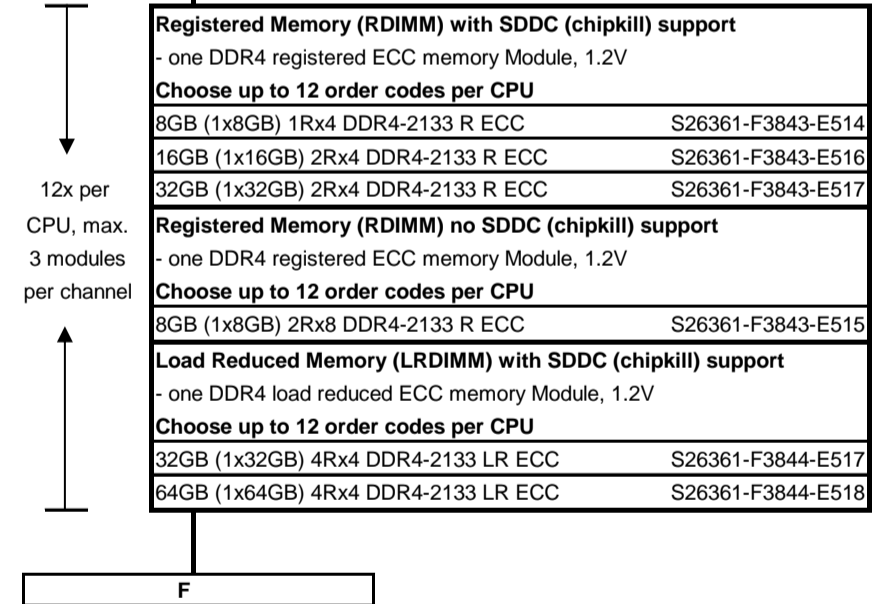 Registered Memory (RDIMM) with SDDC (chipkill) support
- one DDR4 registered ECC memory Module, 1.2V
Choose up to 12 order codes per CPU
8GB (1x8GB) 1Rx4 DDR4-2133 R ECC S26361-F3843-E514
16GB (1x16GB) 2Rx4 DDR4-2133 R ECC S26361-F3843-E516
32GB (1x32GB) 2Rx4 DDR4-2133 R ECC S26361-F3843-E517
12x per
CPU, max.
3 modules
per channel
Registered Memory (RDIMM) no SDDC (chipkill) support
- one DDR4 registered ECC memory Module, 1.2V
Choose up to 12 order codes per CPU
8GB (1x8GB) 2Rx8 DDR4-2133 R ECC S26361-F3843-E515
Load Reduced Memory (LRDIMM) with SDDC (chipkill) support
- one DDR4 load reduced ECC memory Module, 1.2V
Choose up to 12 order codes per CPU
32GB (1x32GB) 4Rx4 DDR4-2133 LR ECC S26361-F3844-E517
64GB (1x64GB) 4Rx4 DDR4-2133 LR ECC S26361-F3844-E518
F